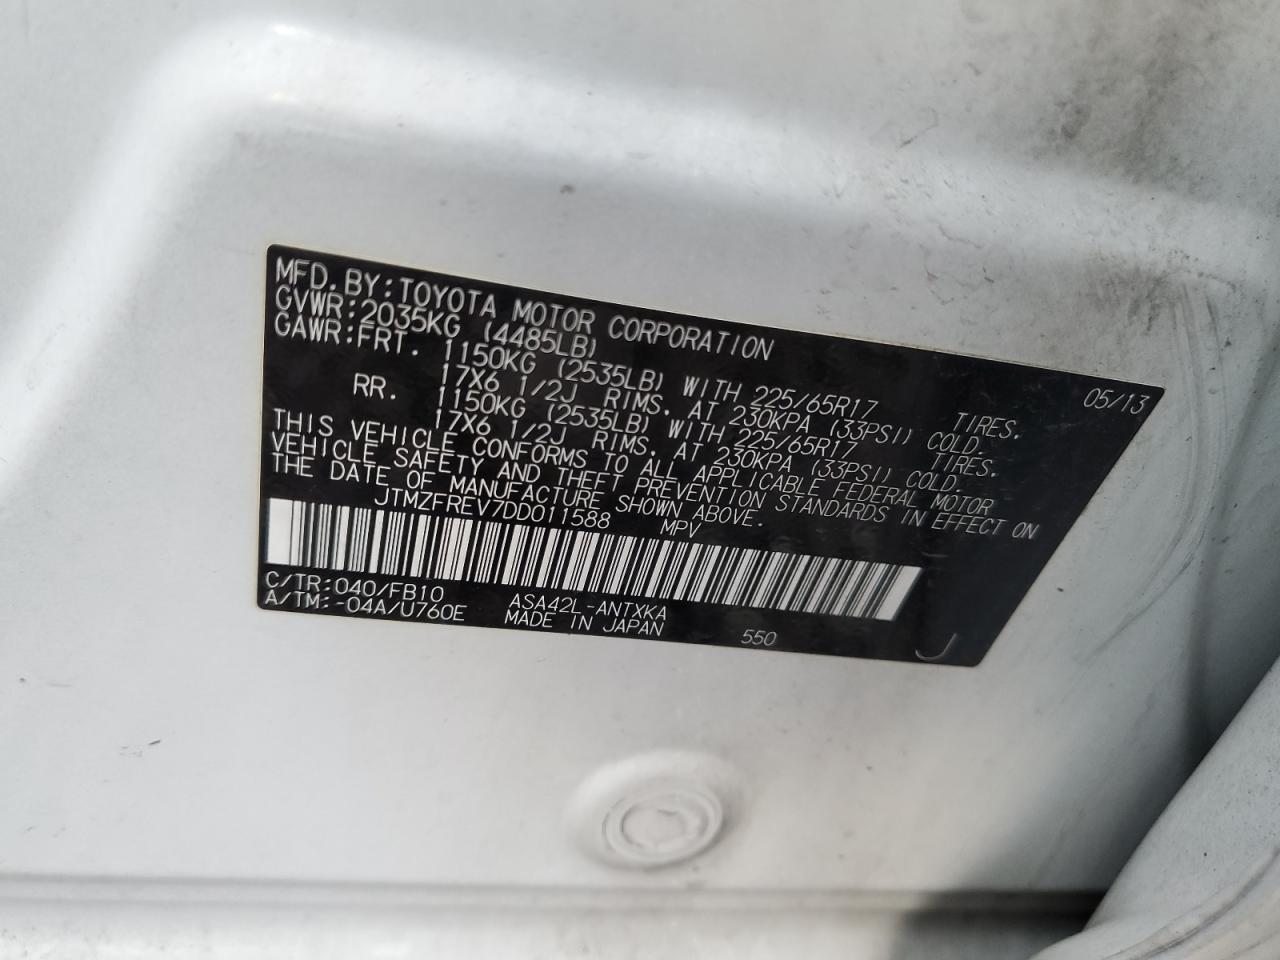 MFD. BY: TOYOTA MOTOR CORPORATION 05/13
GVWR: 2035KG (4485LB)
GAWR: FRT. 1150KG (2535LB) WITH 225/65R17 TIRES.
17X6 1/2J RIMS. AT 230KPA (33PSI) COLD.
RR. 1150KG (2535LB) WITH 225/65R17 TIRES.
17X6 1/2J RIMS. AT 230KPA (33PSI) COLD.
THIS VEHICLE CONFORMS TO ALL APPLICABLE FEDERAL MOTOR
VEHICLE SAFETY AND THEFT PREVENTION STANDARDS IN EFFECT ON
THE DATE OF MANUFACTURE SHOWN ABOVE.
JTMZFREV7DD011588 MPV
C/TR: 040/FB10 ASA42L-ANTXKA
A/TM: -04A/U760E MADE IN JAPAN 550 J